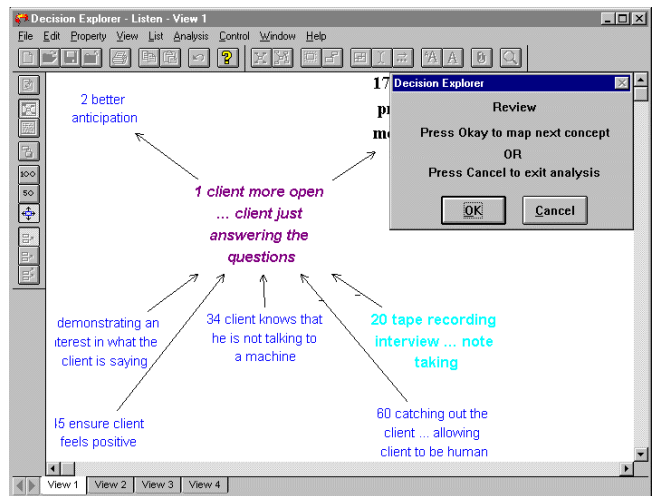 Decision Explorer - Listen - View 1
File Edit Property View List Analysis Control Window Help
100
50
2 better
anticipation
17
Decision Explorer
Review
Press Okay to map next concept
OR
Press Cancel to exit analysis
OK Cancel
1 client more open
... client just
answering the
questions
demonstrating an
terest in what the
client is saying
34 client knows that
he is not talking to
a machine
20 tape recording
interview ... note
taking
ensure client
feels positive
60 catching out the
client ... allowing
client to be human
View 1 View 2 View 3 View 4